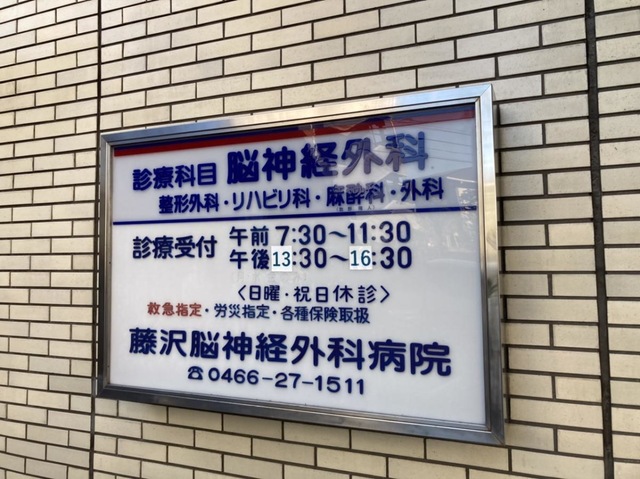 診療科目 脳神経外科
整形外科・リハビリ科・麻酔科・外科
診療受付 午前 7:30～11:30
午後 13:30～16:30
〈日曜・祝日休診〉
救急指定・労災指定・各種保険取扱
藤沢脳神経外科病院
☎0466-27-1511